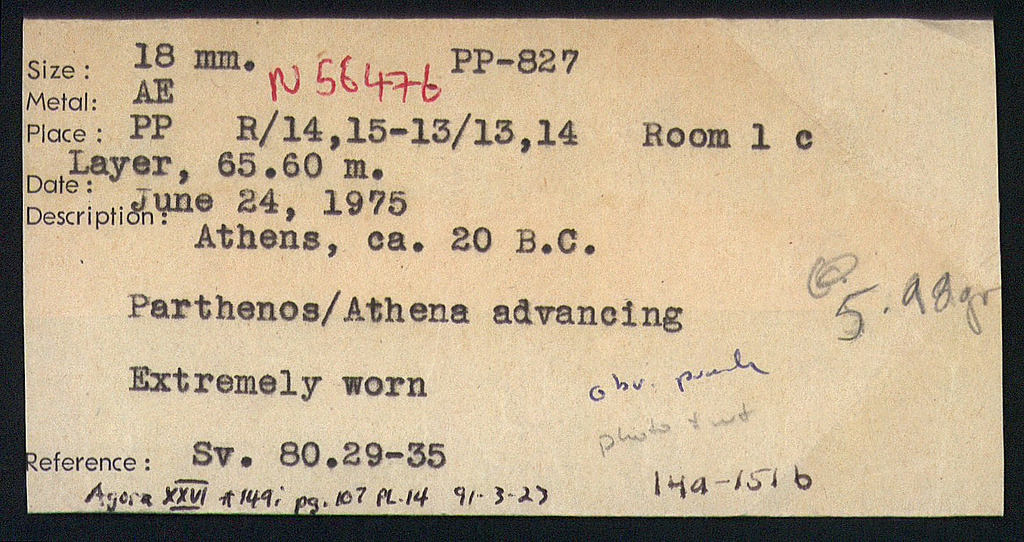 Size: 18 mm. N 56476 PP-827
Metal: AE
Place: PP R/14,15-13/13,14 Room 1 c
Layer, 65.60 m.
Date: June 24, 1975
Description:
Athens, ca. 20 B.C.
5.98gr
Parthenos/Athena advancing
Extremely worn
obv. punch
photo + wt
Reference: Sv. 80.29-35
149-151 b
Agora XXVI #149i pg. 107 PL.14 91-3-23